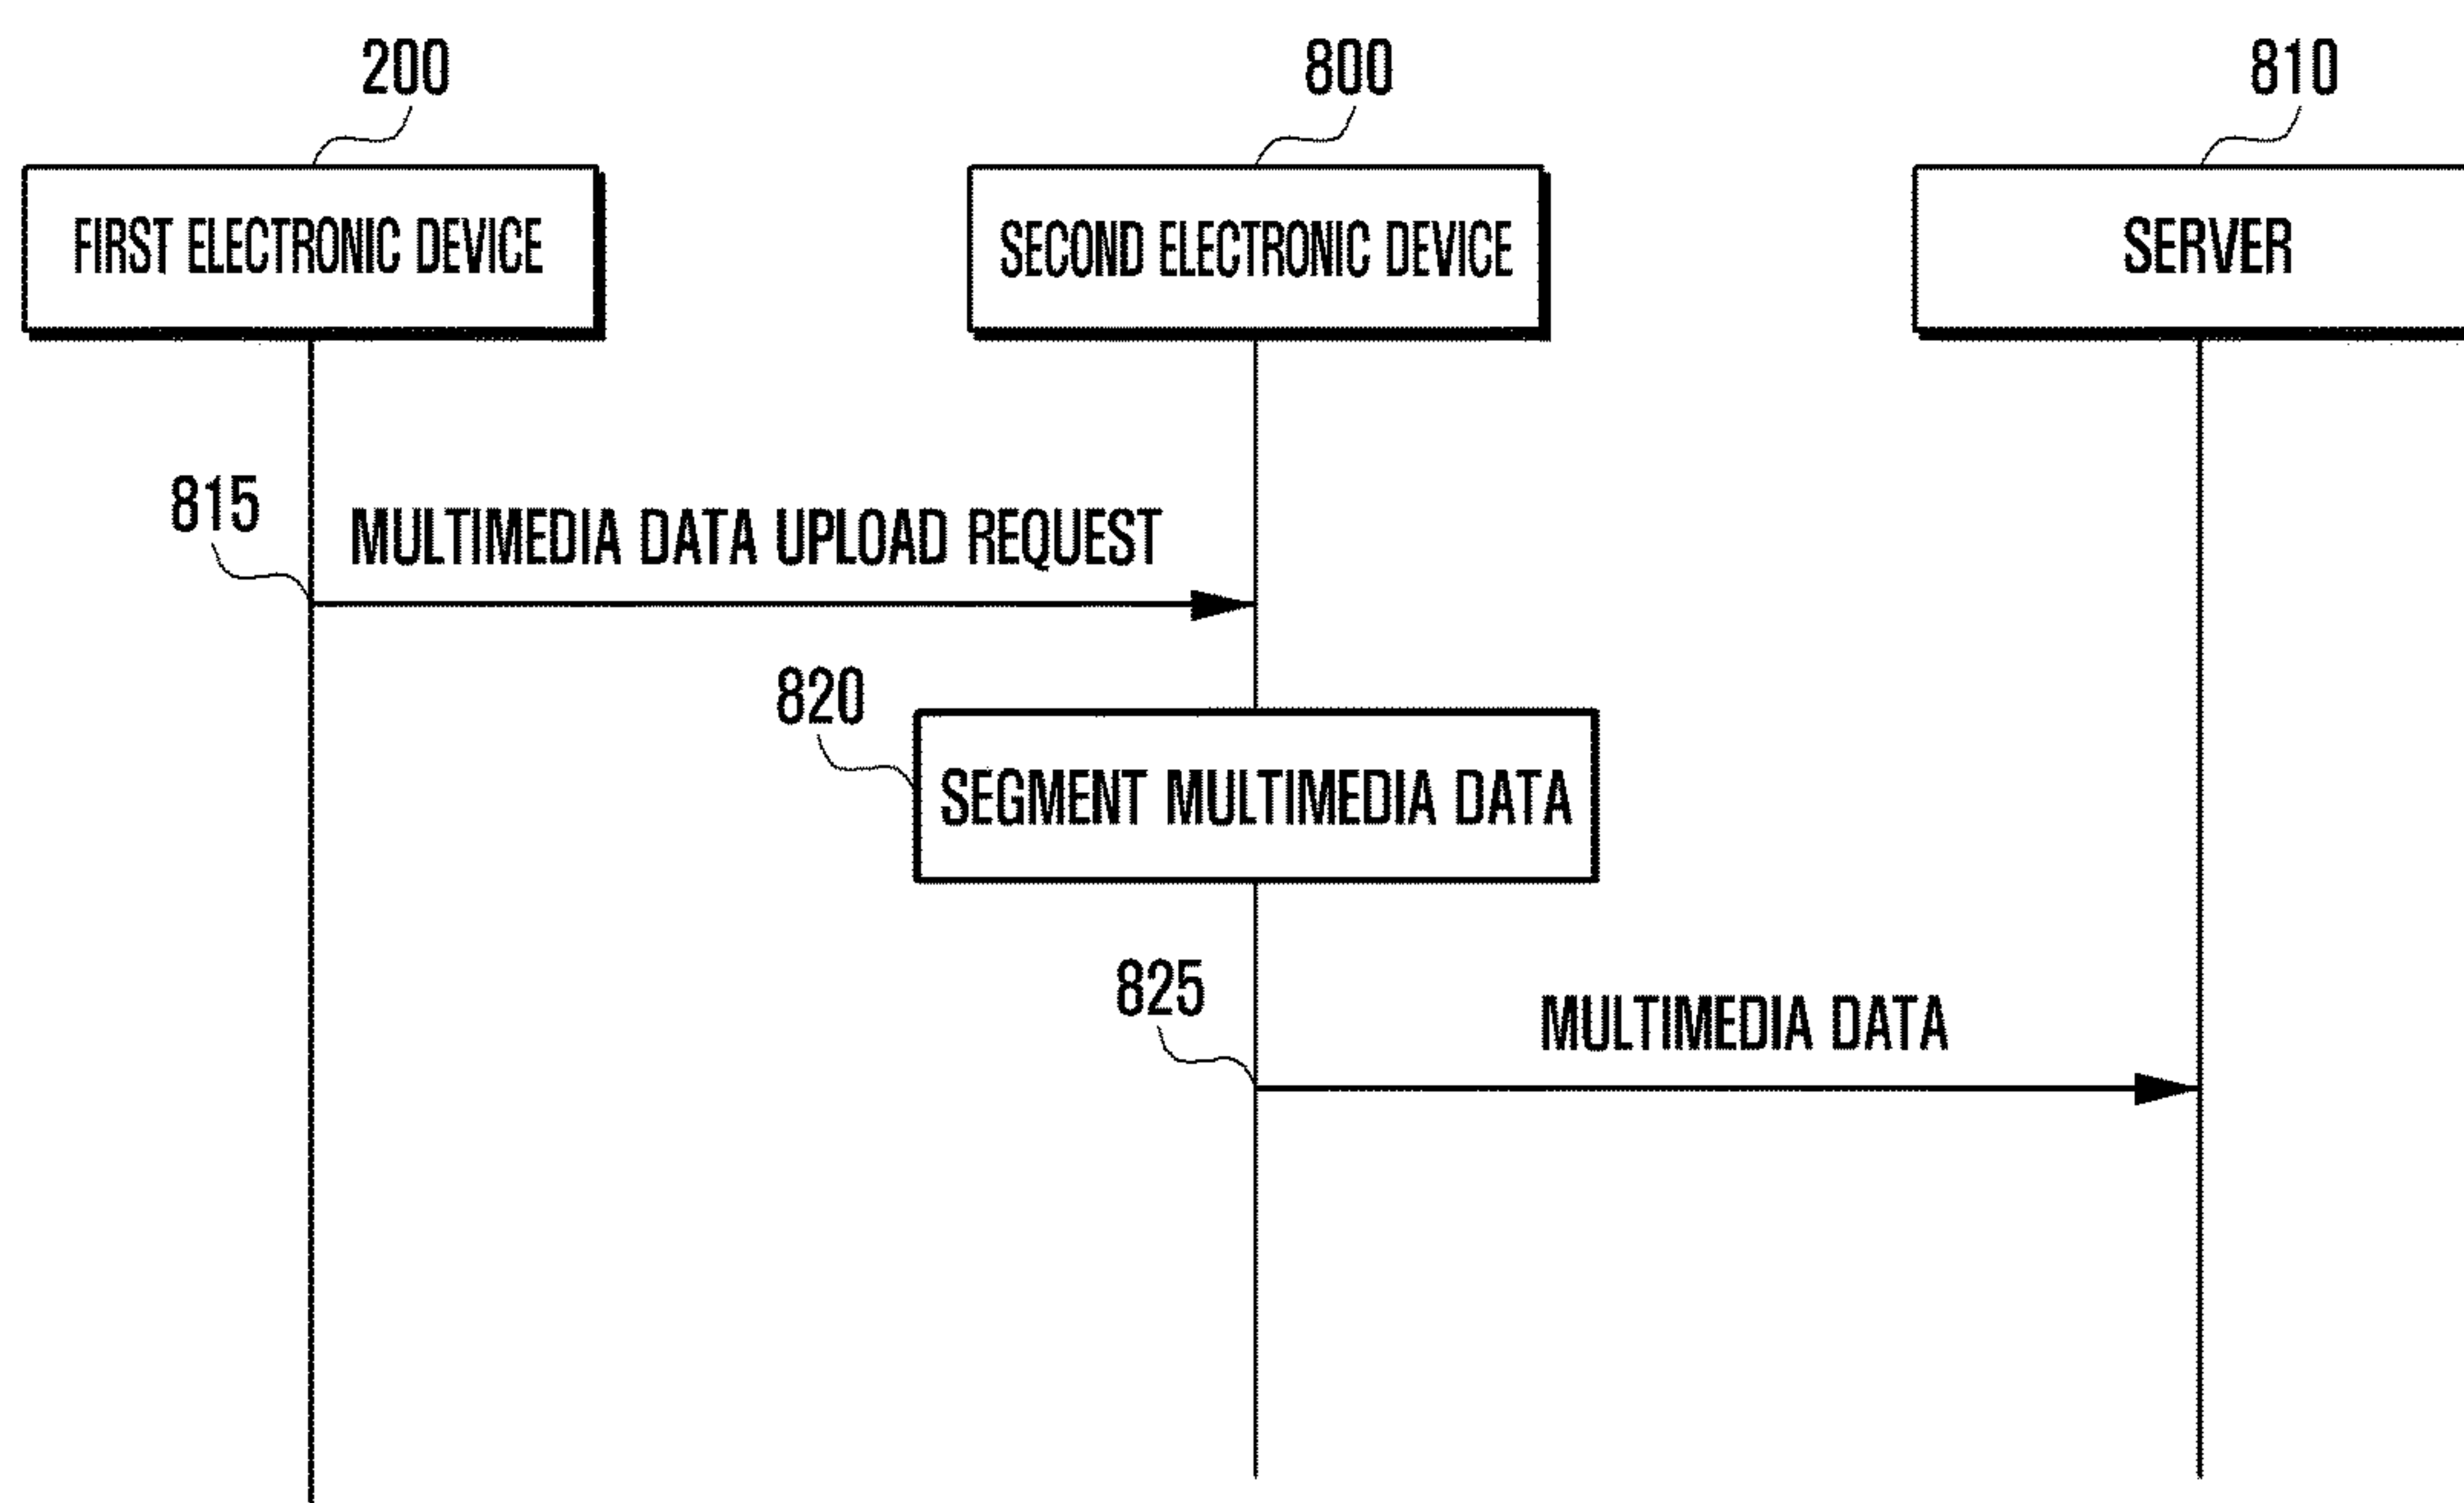 200
800
810
FIRST ELECTRONIC DEVICE
SECOND ELECTRONIC DEVICE
SERVER
815
MULTIMEDIA DATA UPLOAD REQUEST
820
SEGMENT MULTIMEDIA DATA
825
MULTIMEDIA DATA